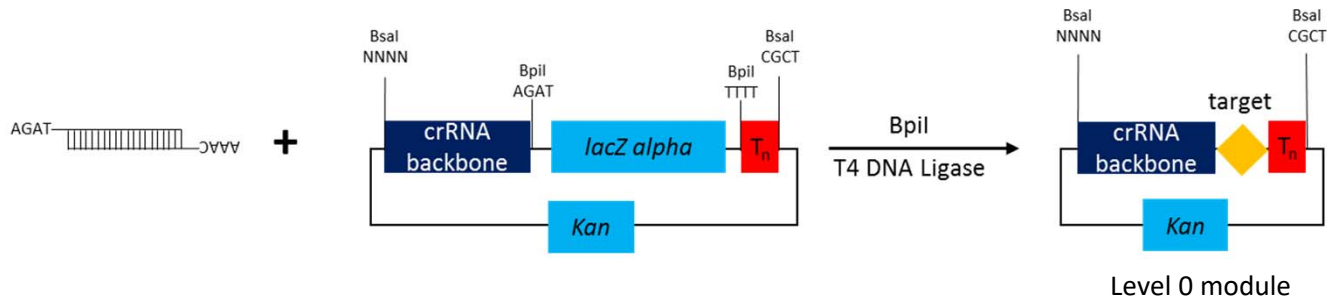 BsaI
NNNN
BpiI
AGAT
BpiI
TTTT
BsaI
CGCT
AGAT
AAAC
+
crRNA
backbone
lacZ alpha
Tn
Kan
BpiI
T4 DNA Ligase
BsaI
NNNN
BsaI
CGCT
target
crRNA
backbone
Tn
Kan
Level 0 module